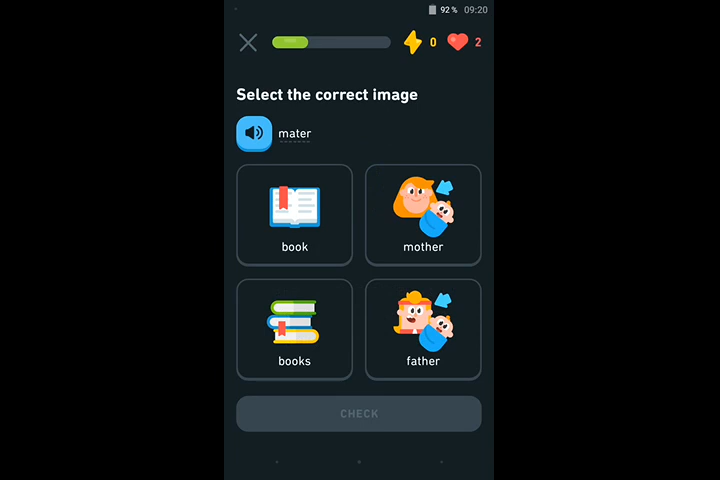 92 % 09:20
0 2
Select the correct image
mater
book mother
books father
CHECK